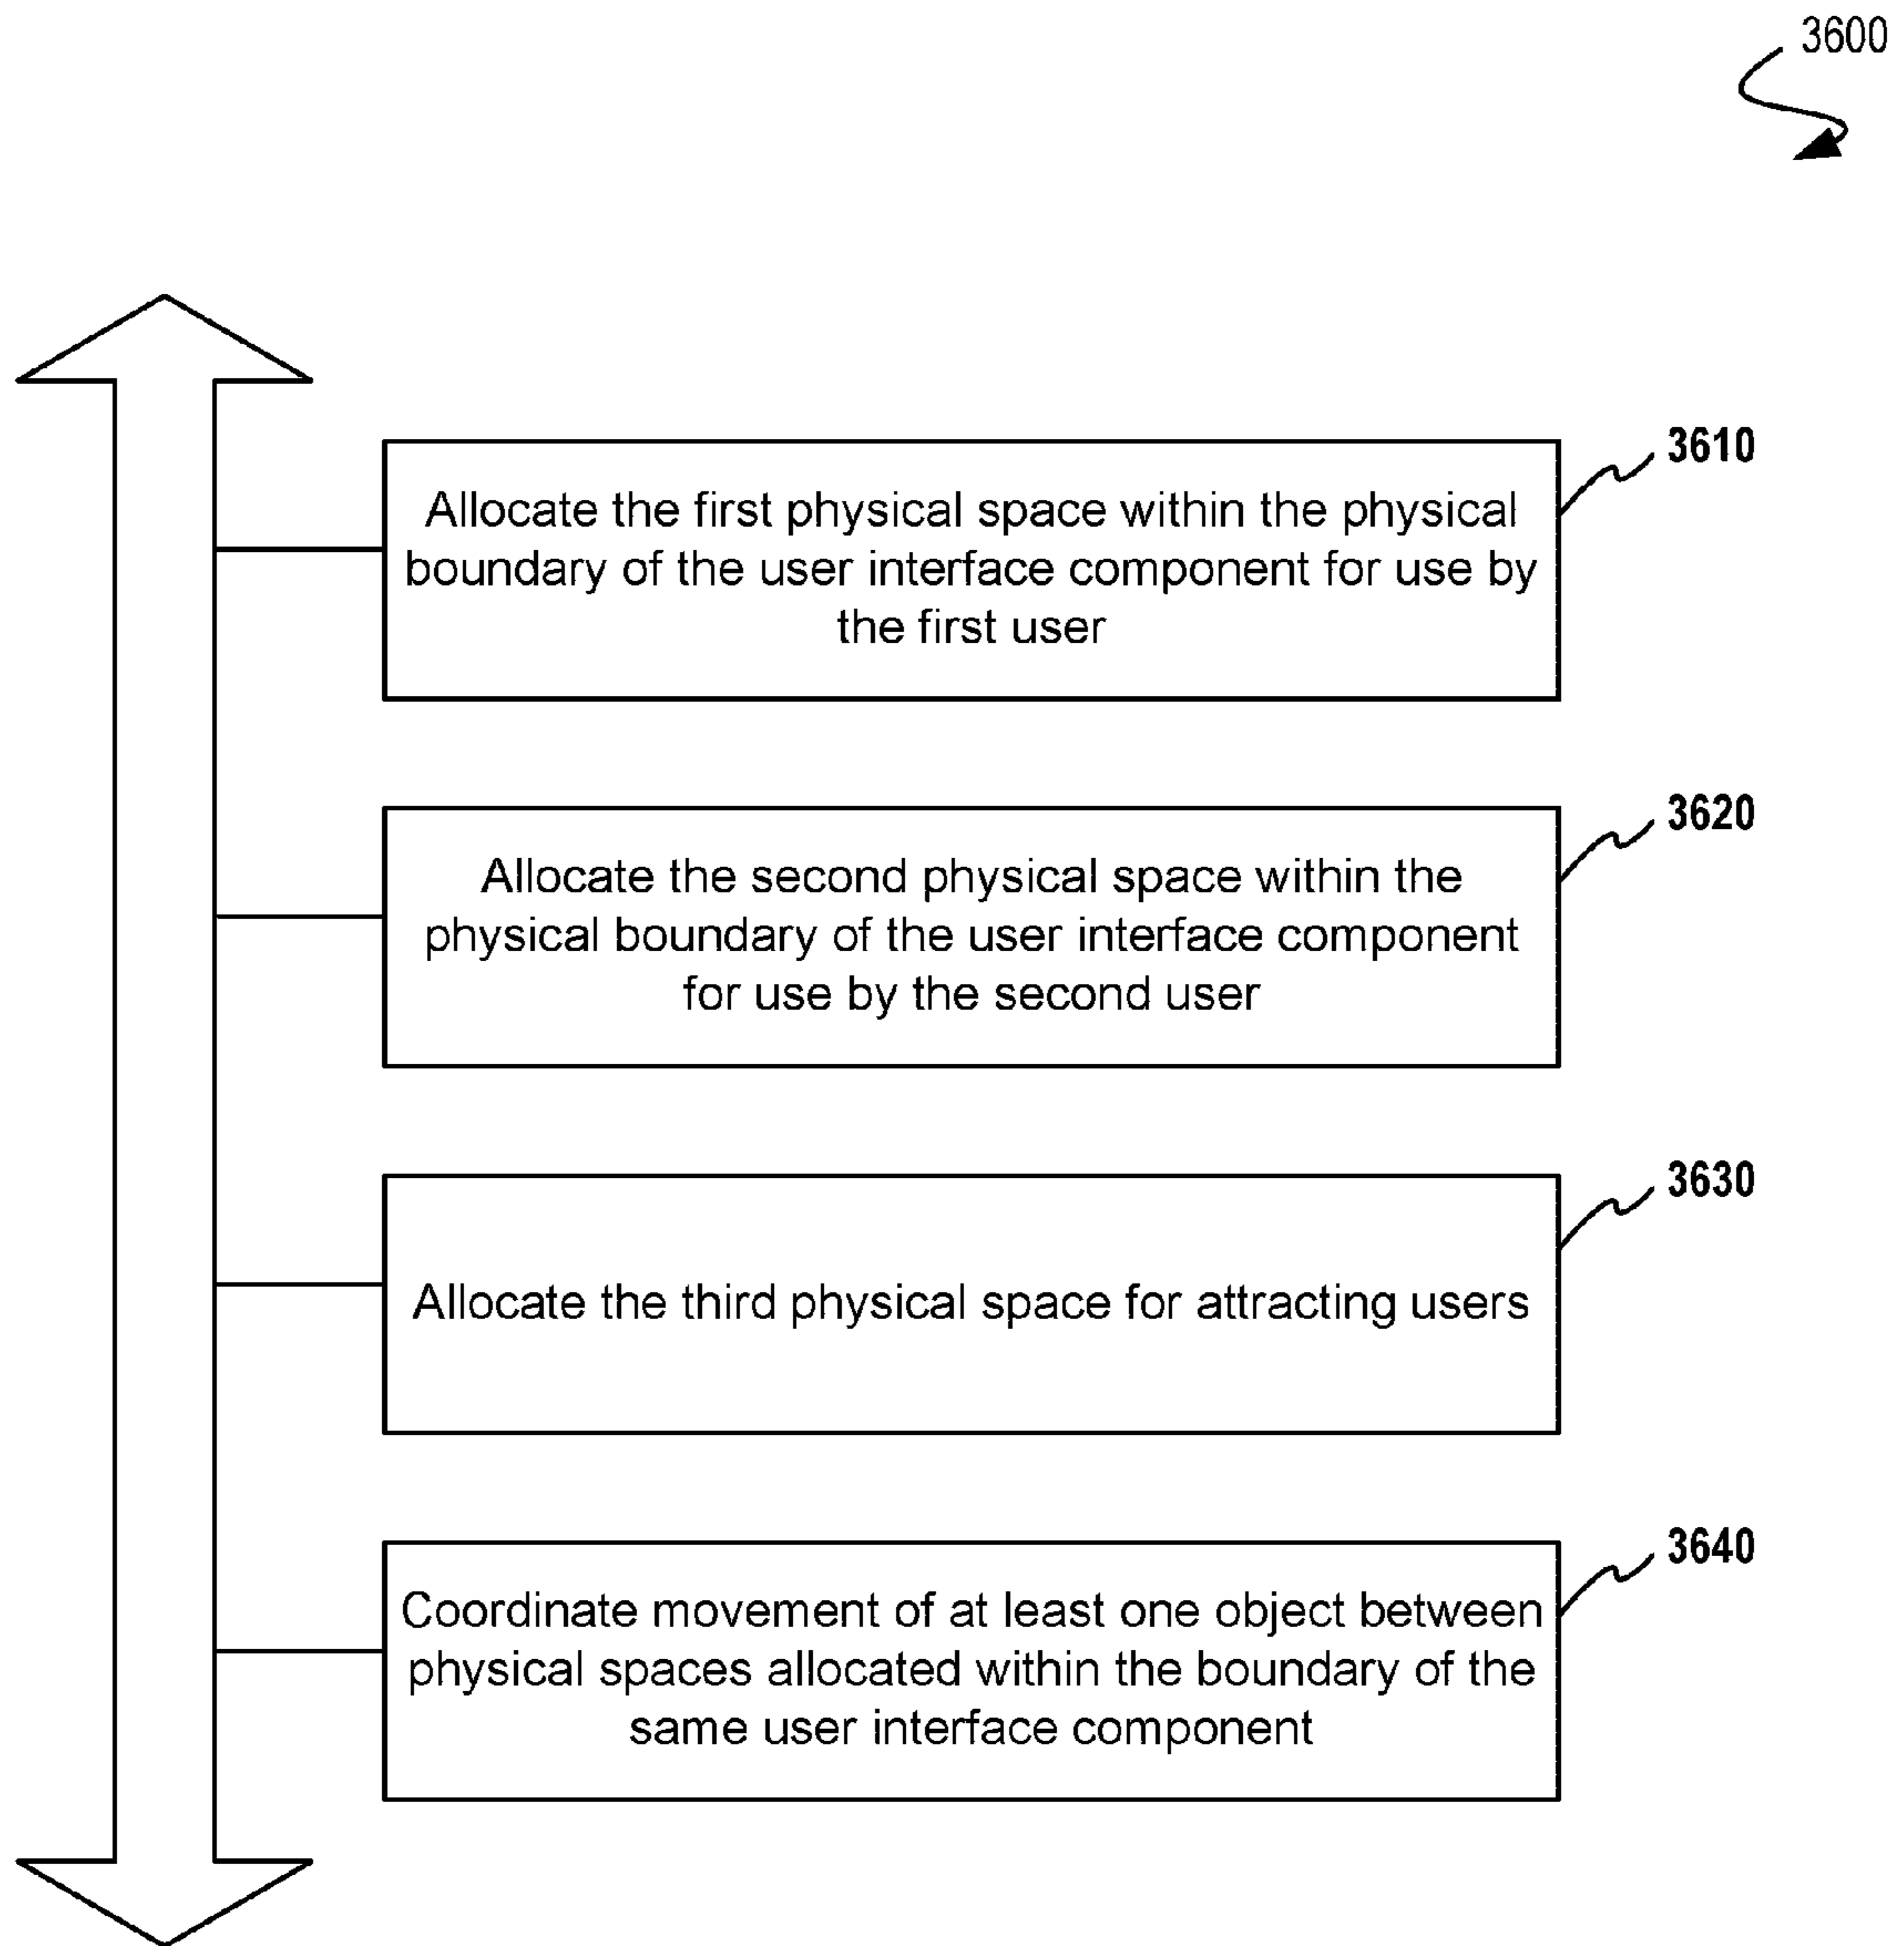 3600
3610
Allocate the first physical space within the physical
boundary of the user interface component for use by
the first user
3620
Allocate the second physical space within the
physical boundary of the user interface component
for use by the second user
3630
Allocate the third physical space for attracting users
3640
Coordinate movement of at least one object between
physical spaces allocated within the boundary of the
same user interface component